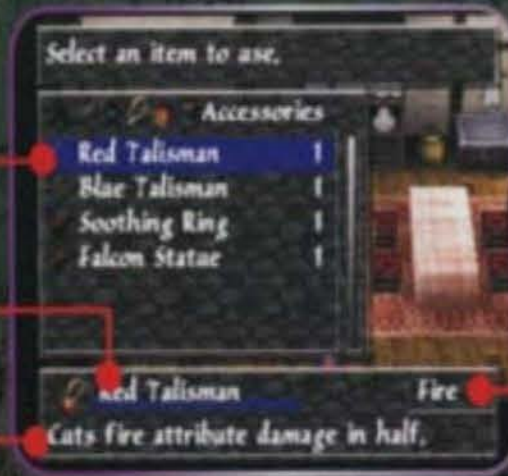 Select an item to use.
Accessories
Red Talisman 1
Blue Talisman 1
Soothing Ring 1
Falcon Statue 1
Red Talisman Fire
Cuts fire attribute damage in half.